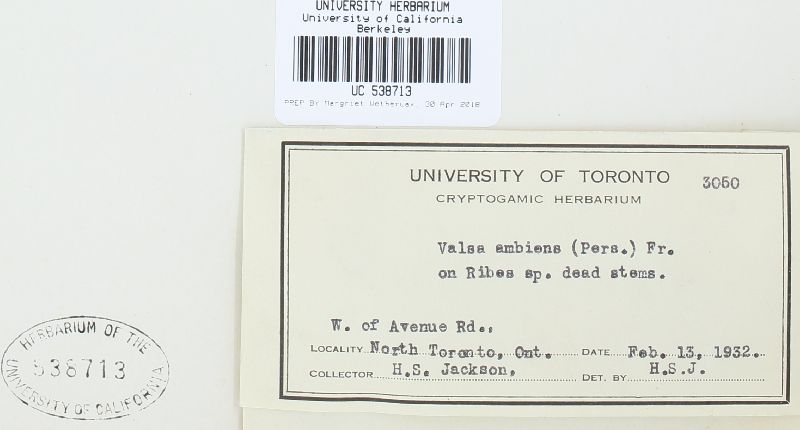 UNIVERSITY HERBARIUM
University of California
Berkeley
UC 538713
PREP By Margriet Wetherwax, 30 Apr 2018
UNIVERSITY OF TORONTO
3050
CRYPTOGAMIC HERBARIUM
Valsa ambiens (Pers.) Fr.
on Ribes sp. dead stems.
W. of Avenue Rd.,
LOCALITY North Toronto, Ont. DATE Feb. 13, 1932.
COLLECTOR H.S. Jackson, DET. BY H.S.J.
HERBARIUM OF THE
538713
UNIVERSITY OF CALIFORNIA